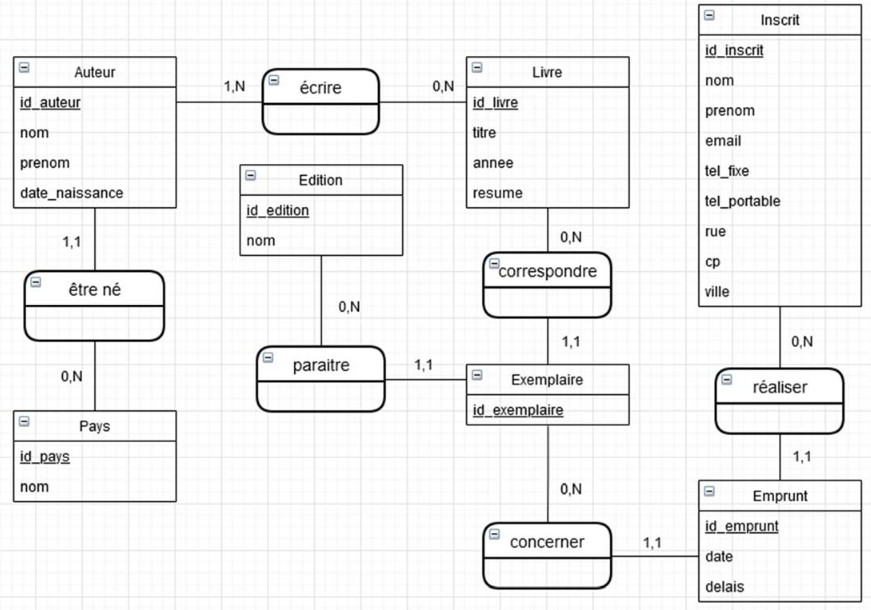 Auteur
id_auteur
nom
prenom
date_naissance
1,N
écrire
0,N
Livre
id_livre
titre
annee
resume
Inscrit
id_inscrit
nom
prenom
email
tel_fixe
tel_portable
rue
cp
ville
Edition
id_edition
nom
1,1
être né
0,N
Pays
id_pays
nom
0,N
paraitre
1,1
0,N
correspondre
1,1
Exemplaire
id_exemplaire
0,N
concerner
1,1
0,N
réaliser
1,1
Emprunt
id_emprunt
date
delais